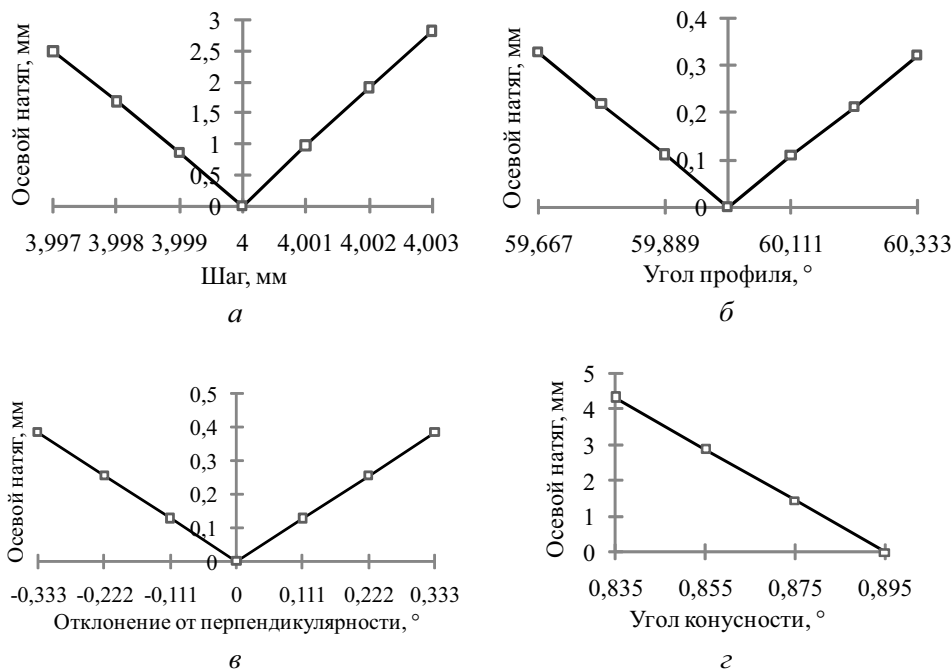 Осевой натяг, мм
3
2,5
2
1,5
1
0,5
0
3,997 3,998 3,999 4 4,001 4,002 4,003
Шаг, мм
а
Осевой натяг, мм
0,4
0,3
0,2
0,1
0
59,667 59,889 60,111 60,333
Угол профиля, °
б
Осевой натяг, мм
0,5
0,4
0,3
0,2
0,1
0
-0,333 -0,222 -0,111 0 0,111 0,222 0,333
Отклонение от перпендикулярности, °
в
Осевой натяг, мм
5
4
3
2
1
0
0,835 0,855 0,875 0,895
Угол конусности, °
г